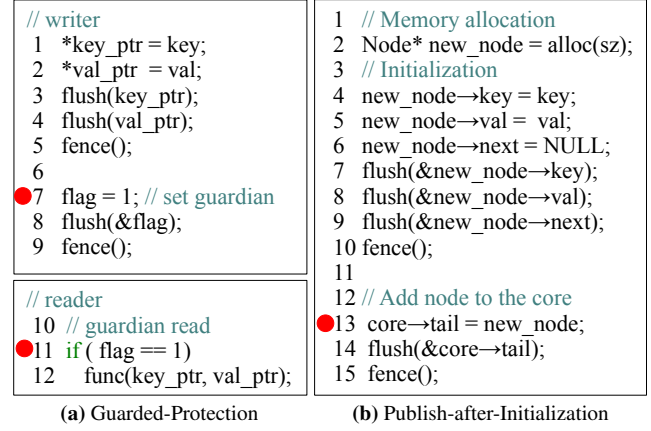 // writer
1 *key_ptr = key;
2 *val_ptr = val;
3 flush(key_ptr);
4 flush(val_ptr);
5 fence();
6
7 flag = 1; // set guardian
8 flush(&flag);
9 fence();
// reader
10 // guardian read
11 if ( flag == 1)
12 func(key_ptr, val_ptr);
(a) Guarded-Protection
1 // Memory allocation
2 Node* new_node = alloc(sz);
3 // Initialization
4 new_node→key = key;
5 new_node→val = val;
6 new_node→next = NULL;
7 flush(&new_node→key);
8 flush(&new_node→val);
9 flush(&new_node→next);
10 fence();
11
12 // Add node to the core
13 core→tail = new_node;
14 flush(&core→tail);
15 fence();
(b) Publish-after-Initialization